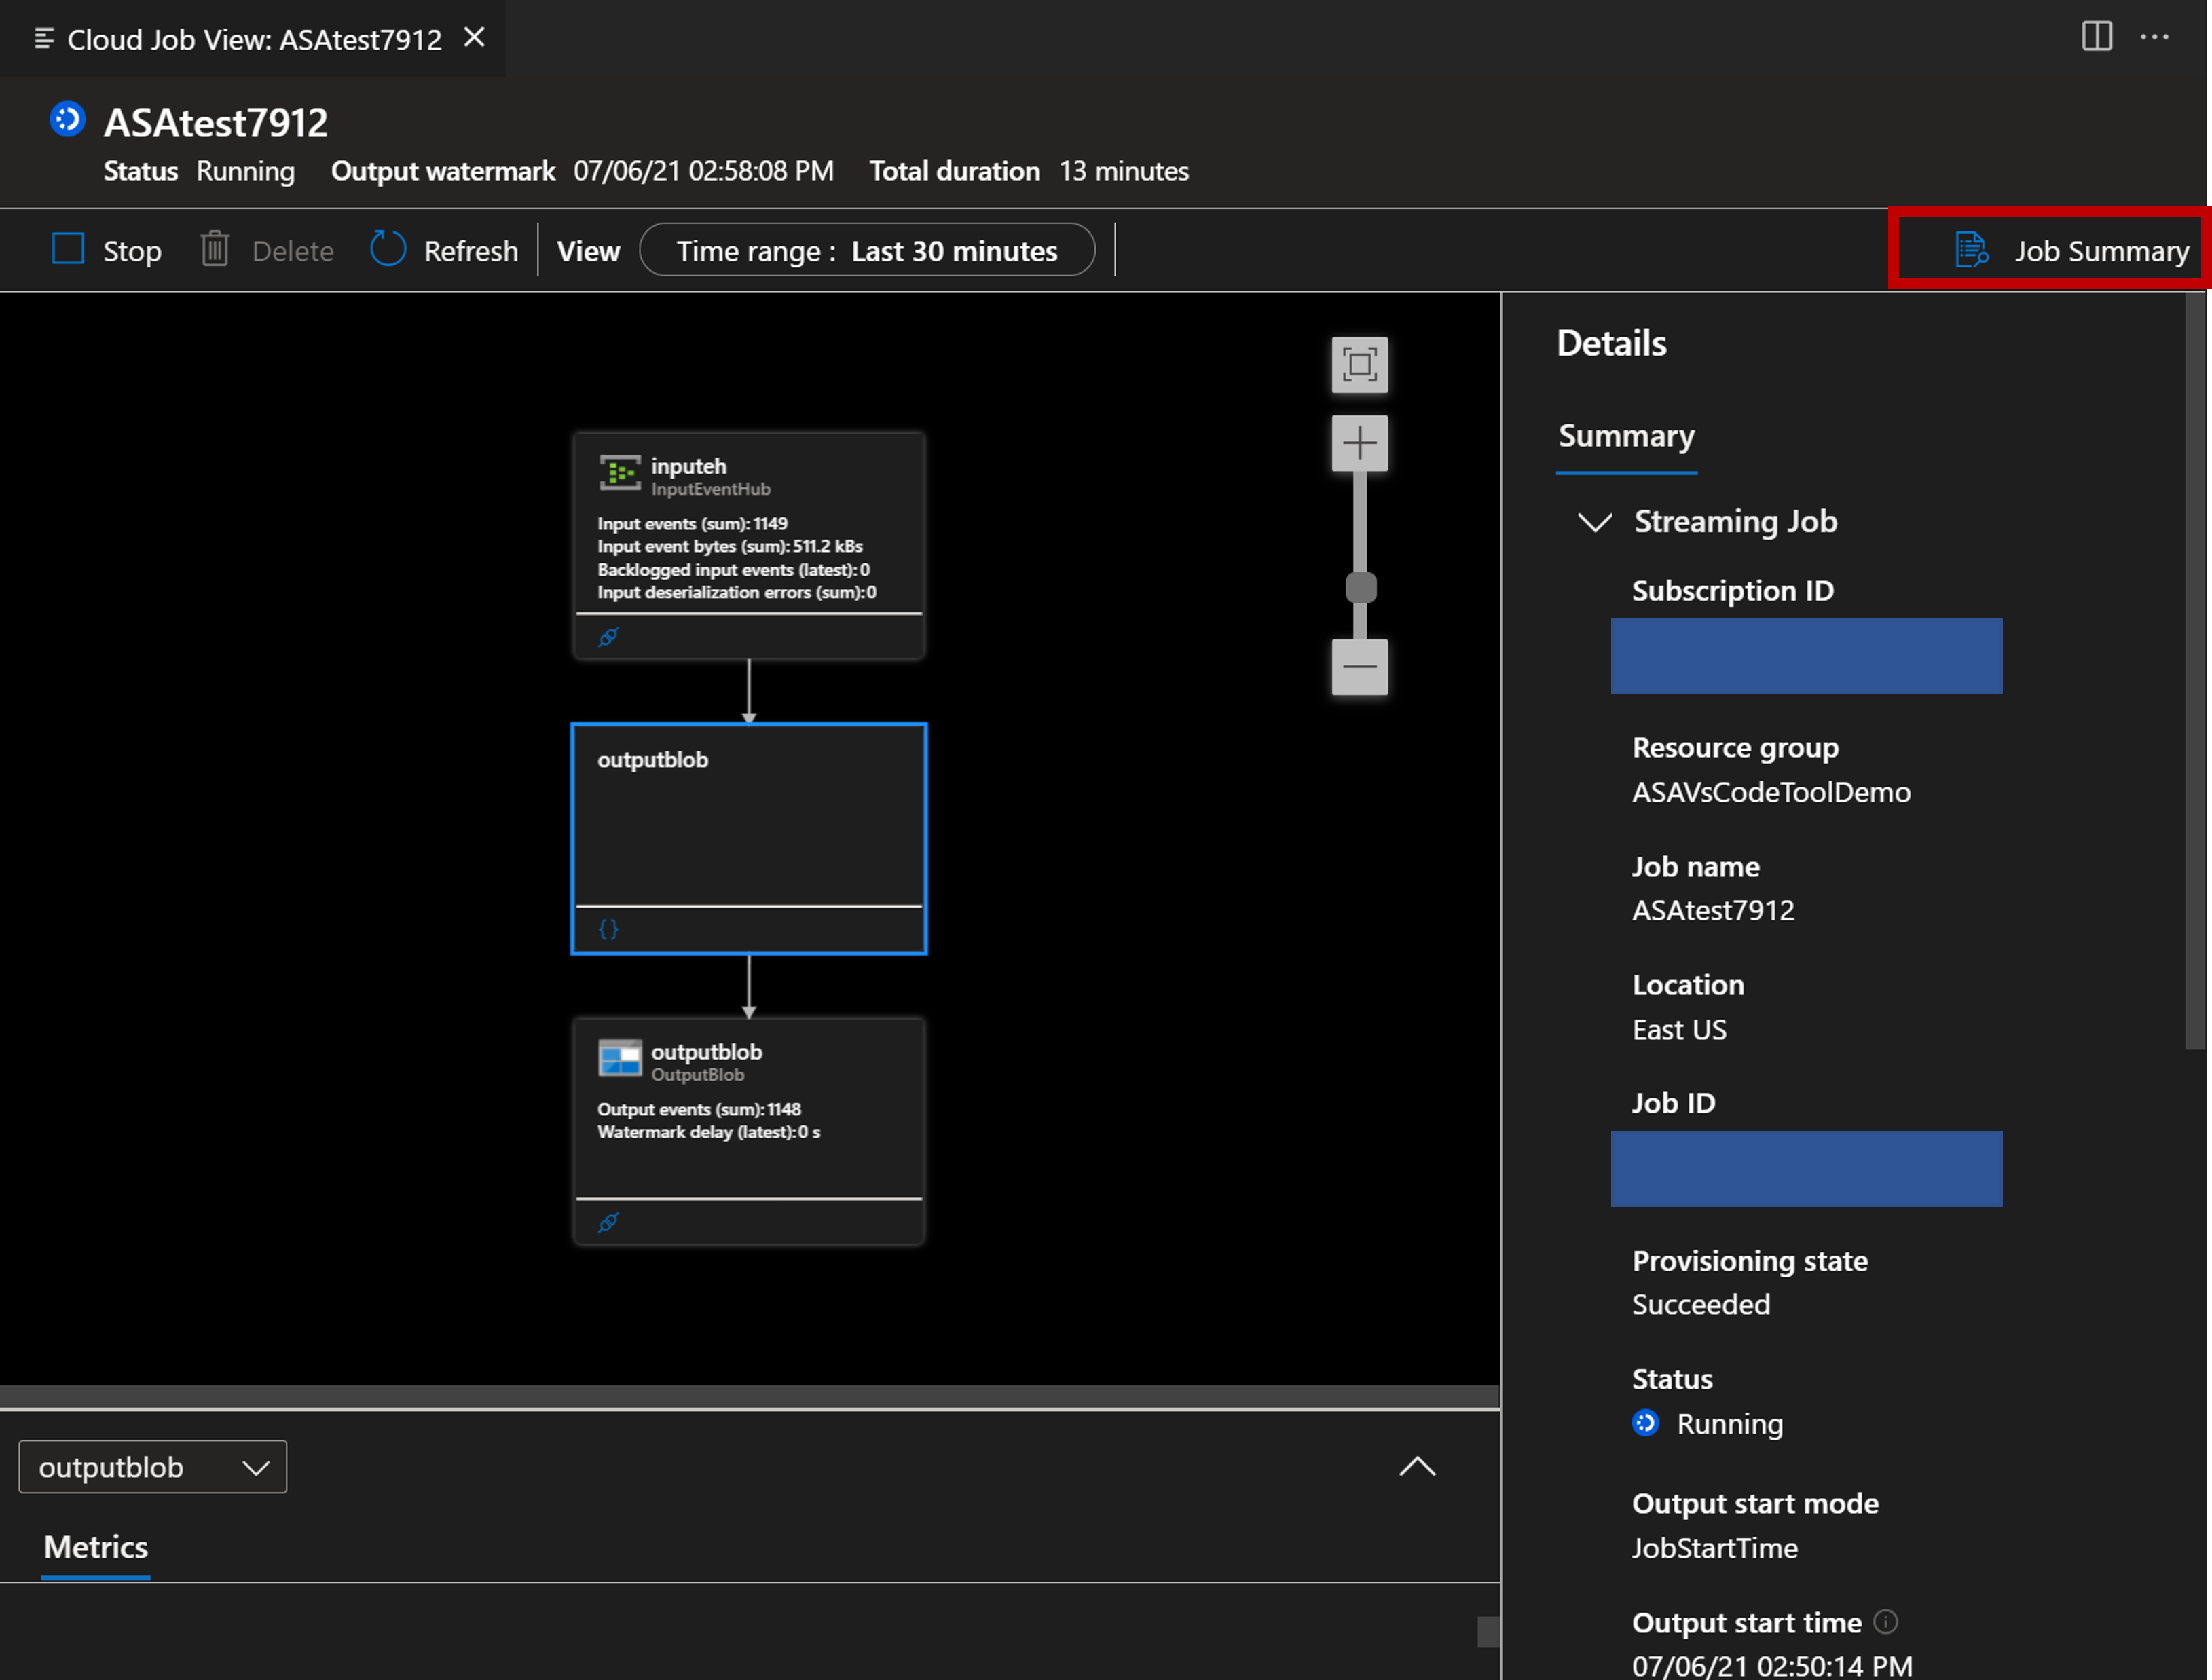 Cloud Job View: ASAtest7912
ASAtest7912
Status Running Output watermark 07/06/21 02:58:08 PM Total duration 13 minutes
Stop Delete Refresh View Time range : Last 30 minutes Job Summary
inputeh
InputEventHub
Input events (sum): 1149
Input event bytes (sum): 511.2 kBs
Backlogged input events (latest): 0
Input deserialization errors (sum): 0
outputblob
{}
outputblob
OutputBlob
Output events (sum): 1148
Watermark delay (latest): 0 s
outputblob
Metrics
Details
Summary
Streaming Job
Subscription ID
Resource group
ASAVsCodeToolDemo
Job name
ASAtest7912
Location
East US
Job ID
Provisioning state
Succeeded
Status
Running
Output start mode
JobStartTime
Output start time
07/06/21 02:50:14 PM